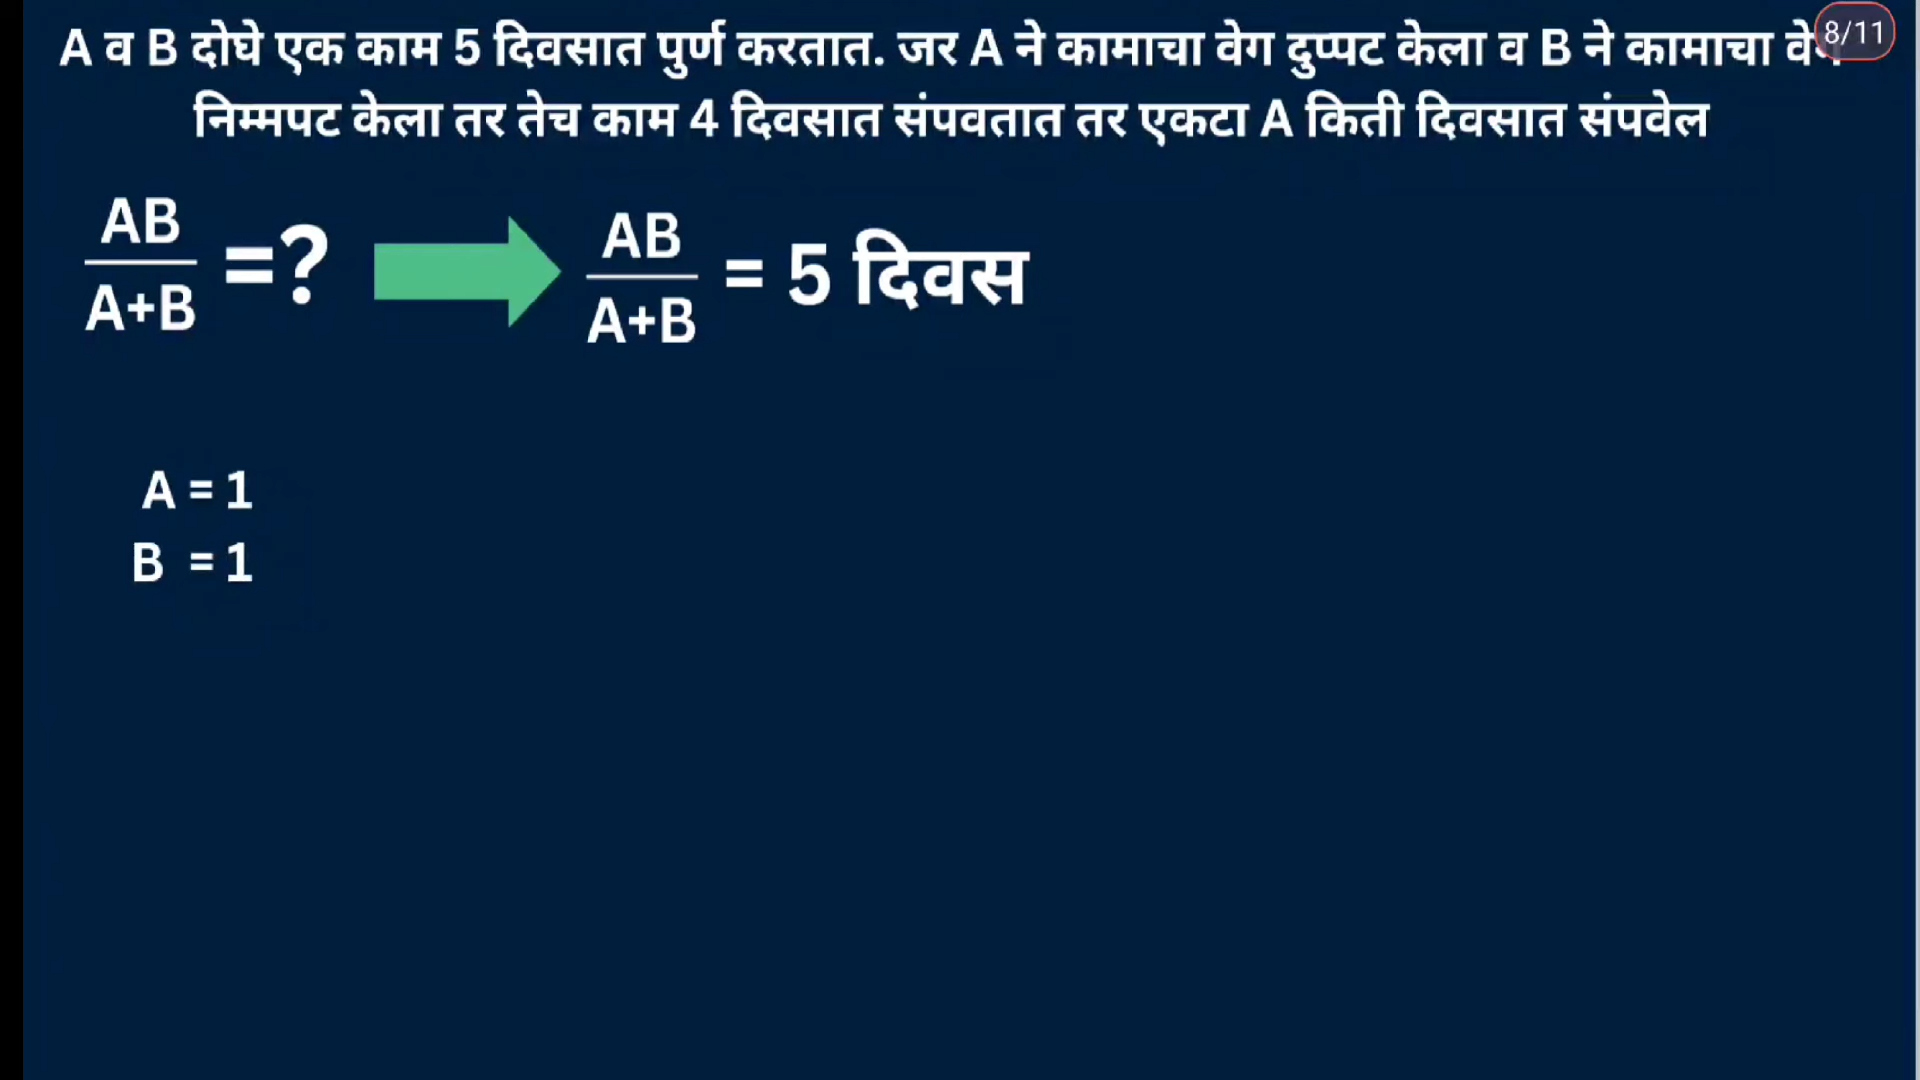 A व B दोघे एक काम 5 दिवसात पुर्ण करतात. जर A ने कामाचा वेग दुप्पट केला व B ने कामाचा
8/11
निम्मपट केला तर तेच काम 4 दिवसात संपवतात तर एकटा A किती दिवसात संपवेल
AB
A+B
=?
AB
A+B
= 5 दिवस
A = 1
B = 1